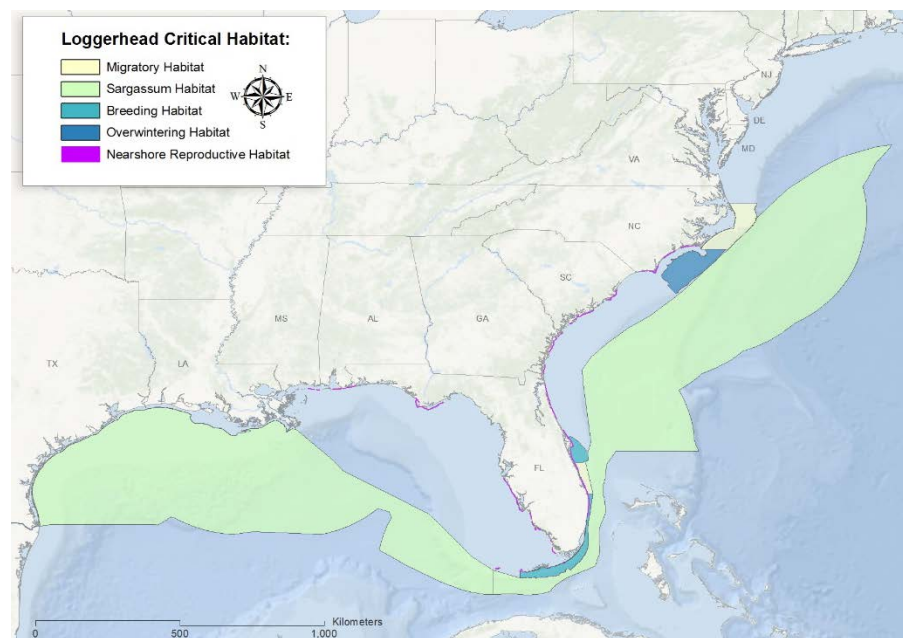 Loggerhead Critical Habitat:
Migratory Habitat
Sargassum Habitat
Breeding Habitat
Overwintering Habitat
Nearshore Reproductive Habitat
N
W E
S
NJ
DE
MD
VA
NC
SC
MS
AL
GA
TX
LA
FL
Kilometers
0 500 1,000